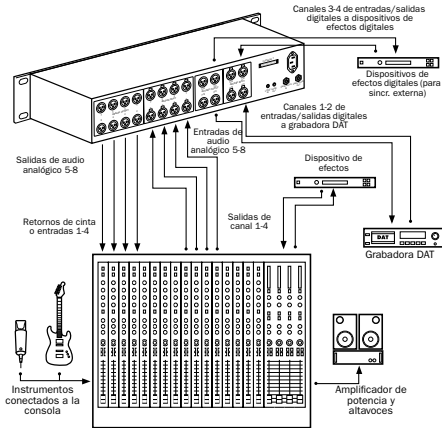 Canales 3-4 de entradas/salidas
digitales a dispositivos de
efectos digitales
Dispositivos de
efectos digitales (para
sincr. externa)
Canales 1-2 de
entradas/salidas digitales
a grabadora DAT
Entradas de
audio
analógico 5-8
Salidas de audio
analógico 5-8
Dispositivo de
efectos
Retornos de cinta
o entradas 1-4
Salidas de
canal 1-4
DAT
Grabadora DAT
Instrumentos
conectados a la
consola
Amplificador de
potencia y
altavoces